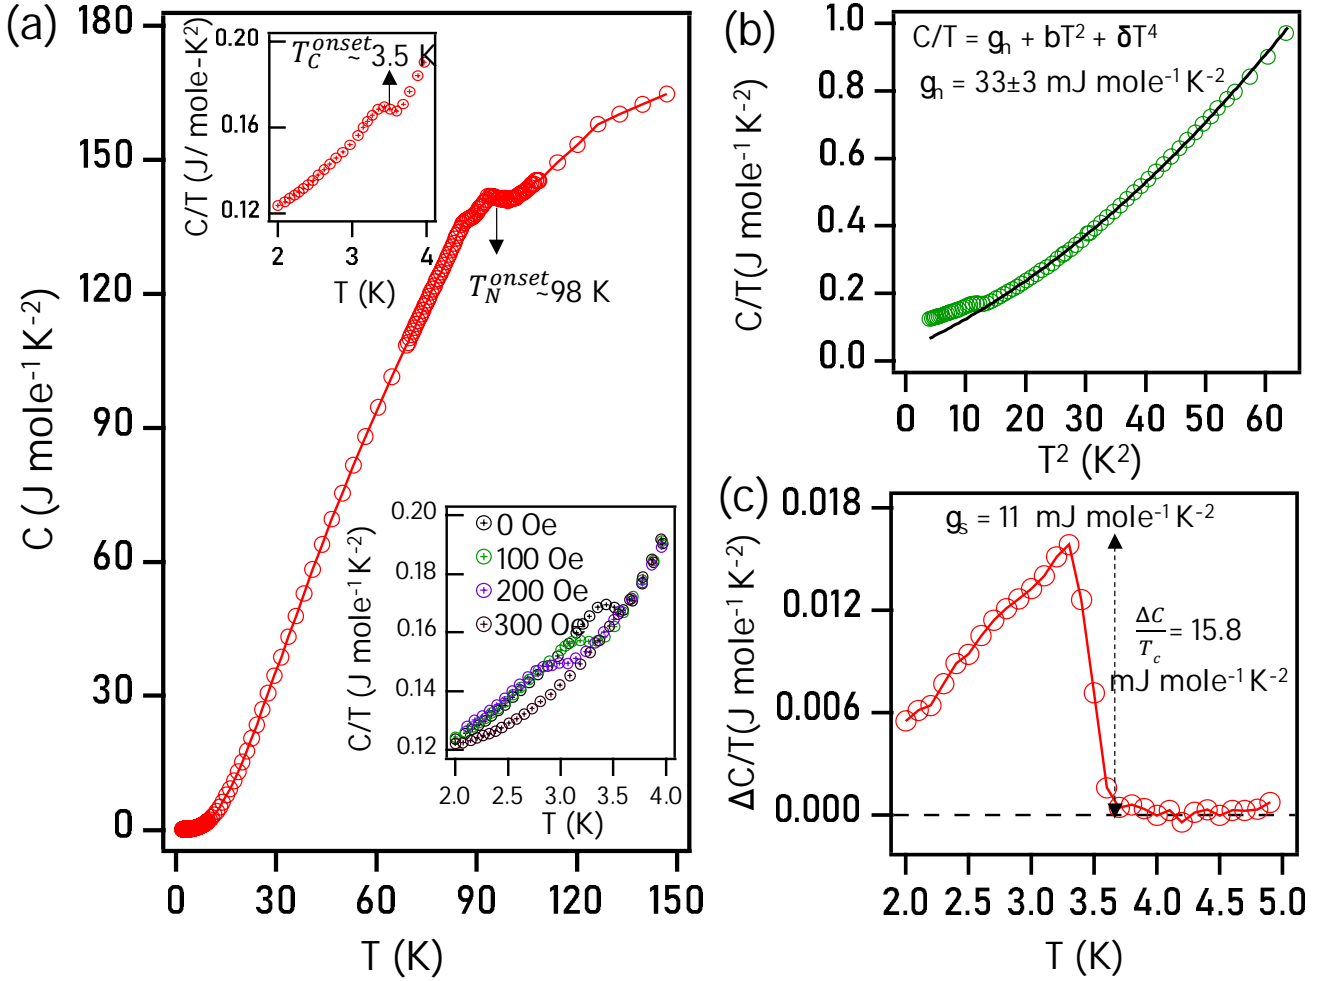 (a)
180
150
120
90
60
30
0
C (J mole⁻¹ K⁻²)
0 30 60 90 120 150
T (K)
T_N^onset ~98 K
0.20
0.16
0.12
C/T (J/ mole-K²)
T_C^onset ~ 3.5 K
2 3 4
T (K)
0.20
0.18
0.16
0.14
0.12
C/T (J mole⁻¹ K⁻²)
0 Oe
100 Oe
200 Oe
300 Oe
2.0 2.5 3.0 3.5 4.0
T (K)
(b)
1.0
0.8
0.6
0.4
0.2
0.0
C/T(J mole⁻¹ K⁻²)
C/T = gₙ + bT² + δT⁴
gₙ = 33±3 mJ mole⁻¹ K⁻²
0 10 20 30 40 50 60
T² (K²)
(c)
0.018
0.012
0.006
0.000
ΔC/T(J mole⁻¹ K⁻²)
gₛ = 11 mJ mole⁻¹ K⁻²
ΔC/T_c = 15.8
mJ mole⁻¹ K⁻²
2.0 2.5 3.0 3.5 4.0 4.5 5.0
T (K)